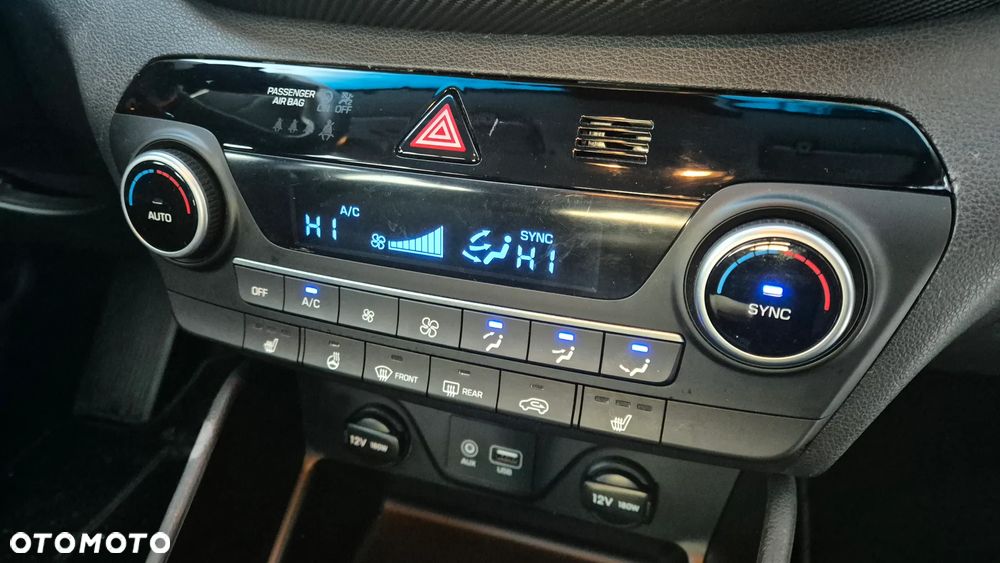 PASSENGER
AIR BAG
OFF
A/C
HI
SYNC
HI
AUTO
SYNC
OFF
A/C
FRONT
REAR
12V 180W
AUX
USB
12V 180W
OTOMOTO